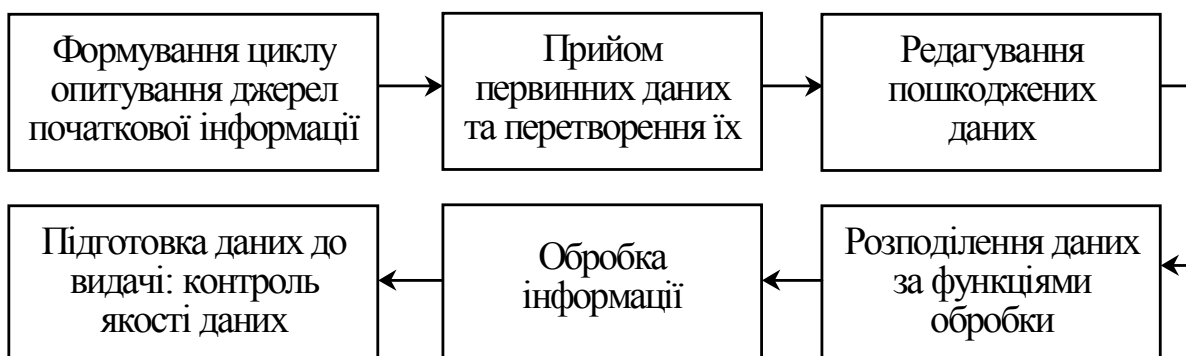 Формування циклу
опитування джерел
початкової інформації
Прийом
первинних даних
та перетворення їх
Редагування
пошкоджених
даних
Розподілення даних
за функціями
обробки
Обробка
інформації
Підготовка даних до
видачі: контроль
якості даних